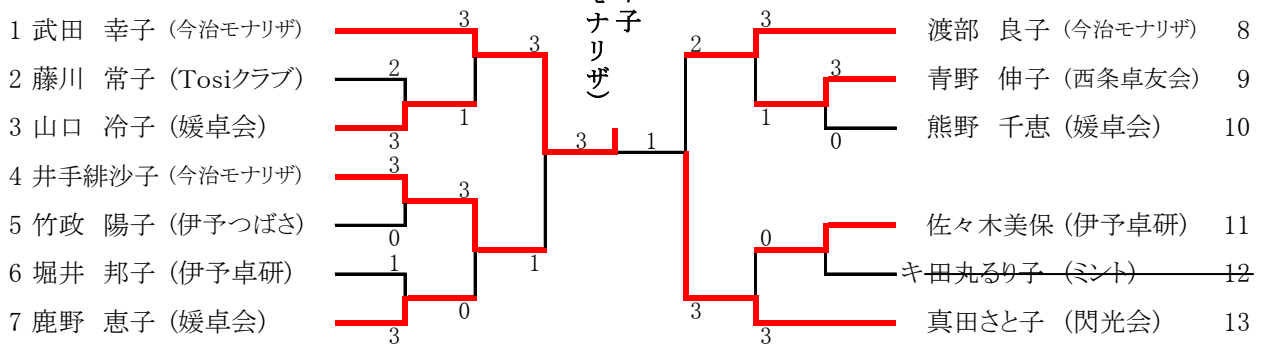 子
モナリザ)
1 武田 幸子 (今治モナリザ)
2 藤川 常子 (Tosiクラブ)
3 山口 冷子 (媛卓会)
4 井手緋沙子 (今治モナリザ)
5 竹政 陽子 (伊予つばさ)
6 堀井 邦子 (伊予卓研)
7 鹿野 恵子 (媛卓会)
3
2
3
3
0
1
3
3
1
3
0
3
1
3
1
2
3
3
1
0
0
3
3
渡部 良子 (今治モナリザ) 8
青野 伸子 (西条卓友会) 9
熊野 千恵 (媛卓会) 10
佐々木美保 (伊予卓研) 11
キ 田丸るり子 (ミント) 12
真田さと子 (閃光会) 13